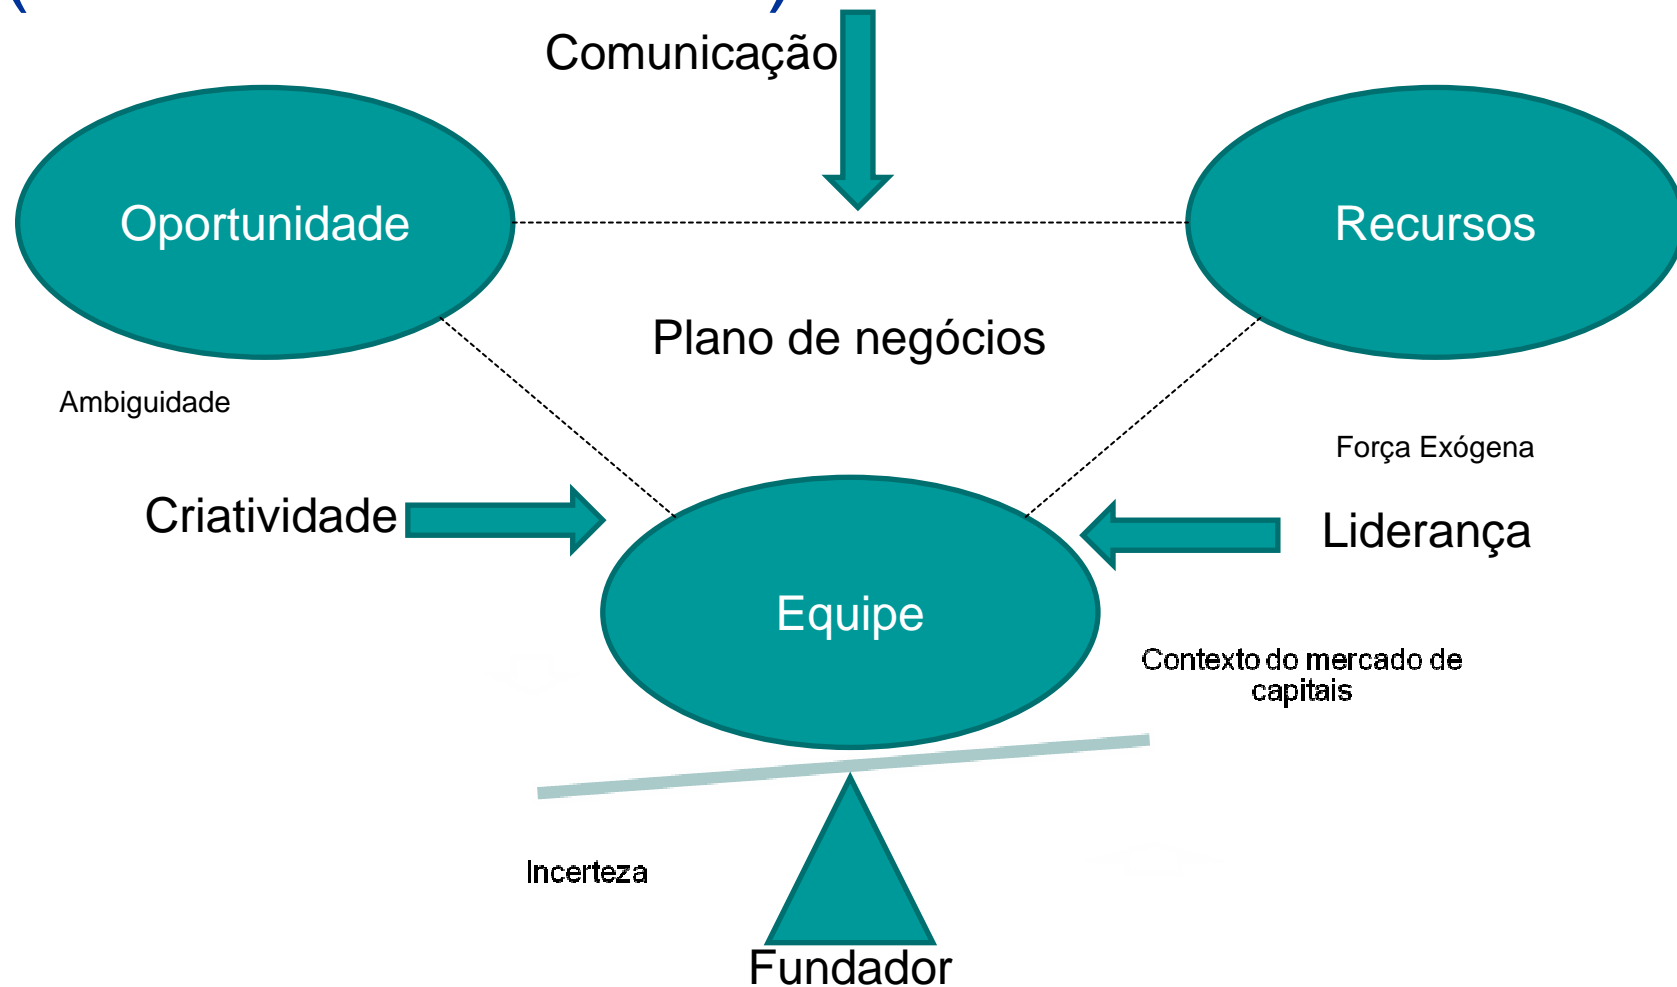 Comunicação
Oportunidade
Recursos
Plano de negócios
Ambiguidade
Força Exógena
Criatividade
Liderança
Equipe
Contexto do mercado de
capitais
Incerteza
Fundador